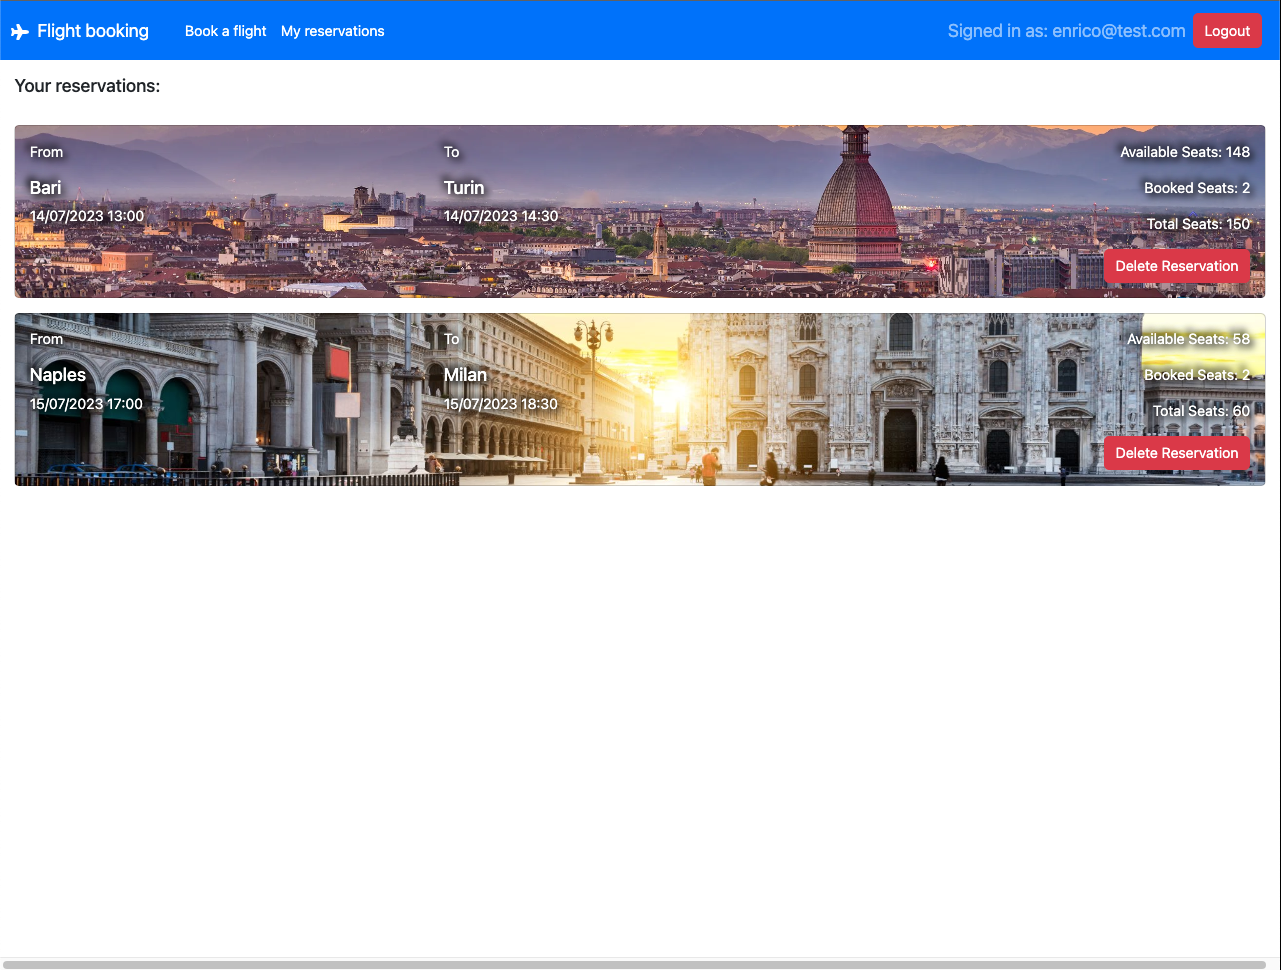 Flight booking Book a flight My reservations Signed in as: enrico@test.com Logout
Your reservations:
From To Available Seats: 148
Bari Turin Booked Seats: 2
14/07/2023 13:00 14/07/2023 14:30
Total Seats: 150
Delete Reservation
From To Available Seats: 58
Naples Milan Booked Seats: 2
15/07/2023 17:00 15/07/2023 18:30
Total Seats: 60
Delete Reservation